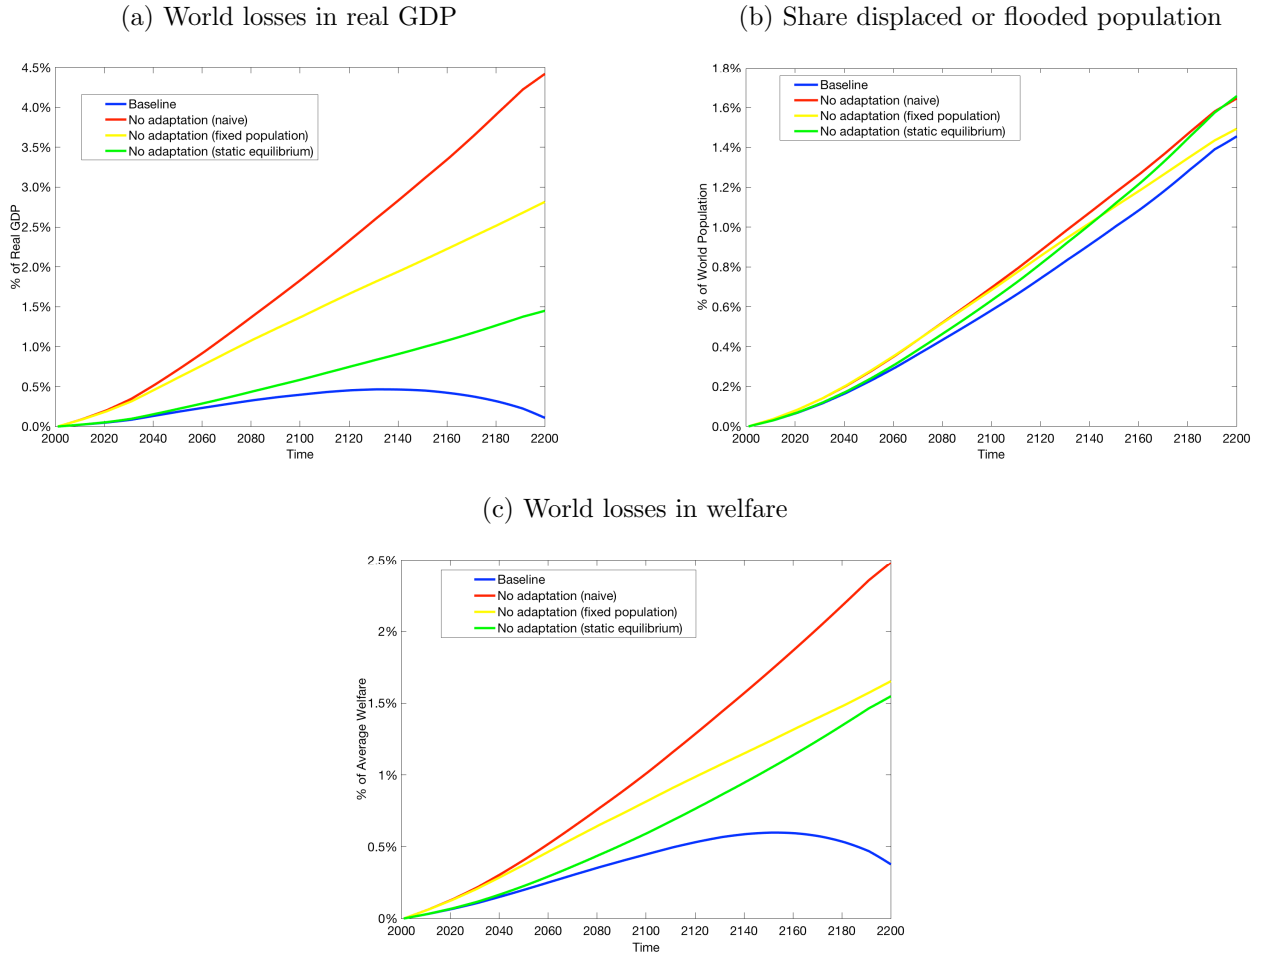 (a) World losses in real GDP
4.5%
4.0%
3.5%
3.0%
2.5%
2.0%
1.5%
1.0%
0.5%
0.0%
% of Real GDP
Baseline
No adaptation (naive)
No adaptation (fixed population)
No adaptation (static equilibrium)
2000 2020 2040 2060 2080 2100 2120 2140 2160 2180 2200
Time
(b) Share displaced or flooded population
1.8%
1.6%
1.4%
1.2%
1.0%
0.8%
0.6%
0.4%
0.2%
0.0%
% of World Population
Baseline
No adaptation (naive)
No adaptation (fixed population)
No adaptation (static equilibrium)
2000 2020 2040 2060 2080 2100 2120 2140 2160 2180 2200
Time
(c) World losses in welfare
2.5%
2%
1.5%
1%
0.5%
0%
% of Average Welfare
Baseline
No adaptation (naive)
No adaptation (fixed population)
No adaptation (static equilibrium)
2000 2020 2040 2060 2080 2100 2120 2140 2160 2180 2200
Time